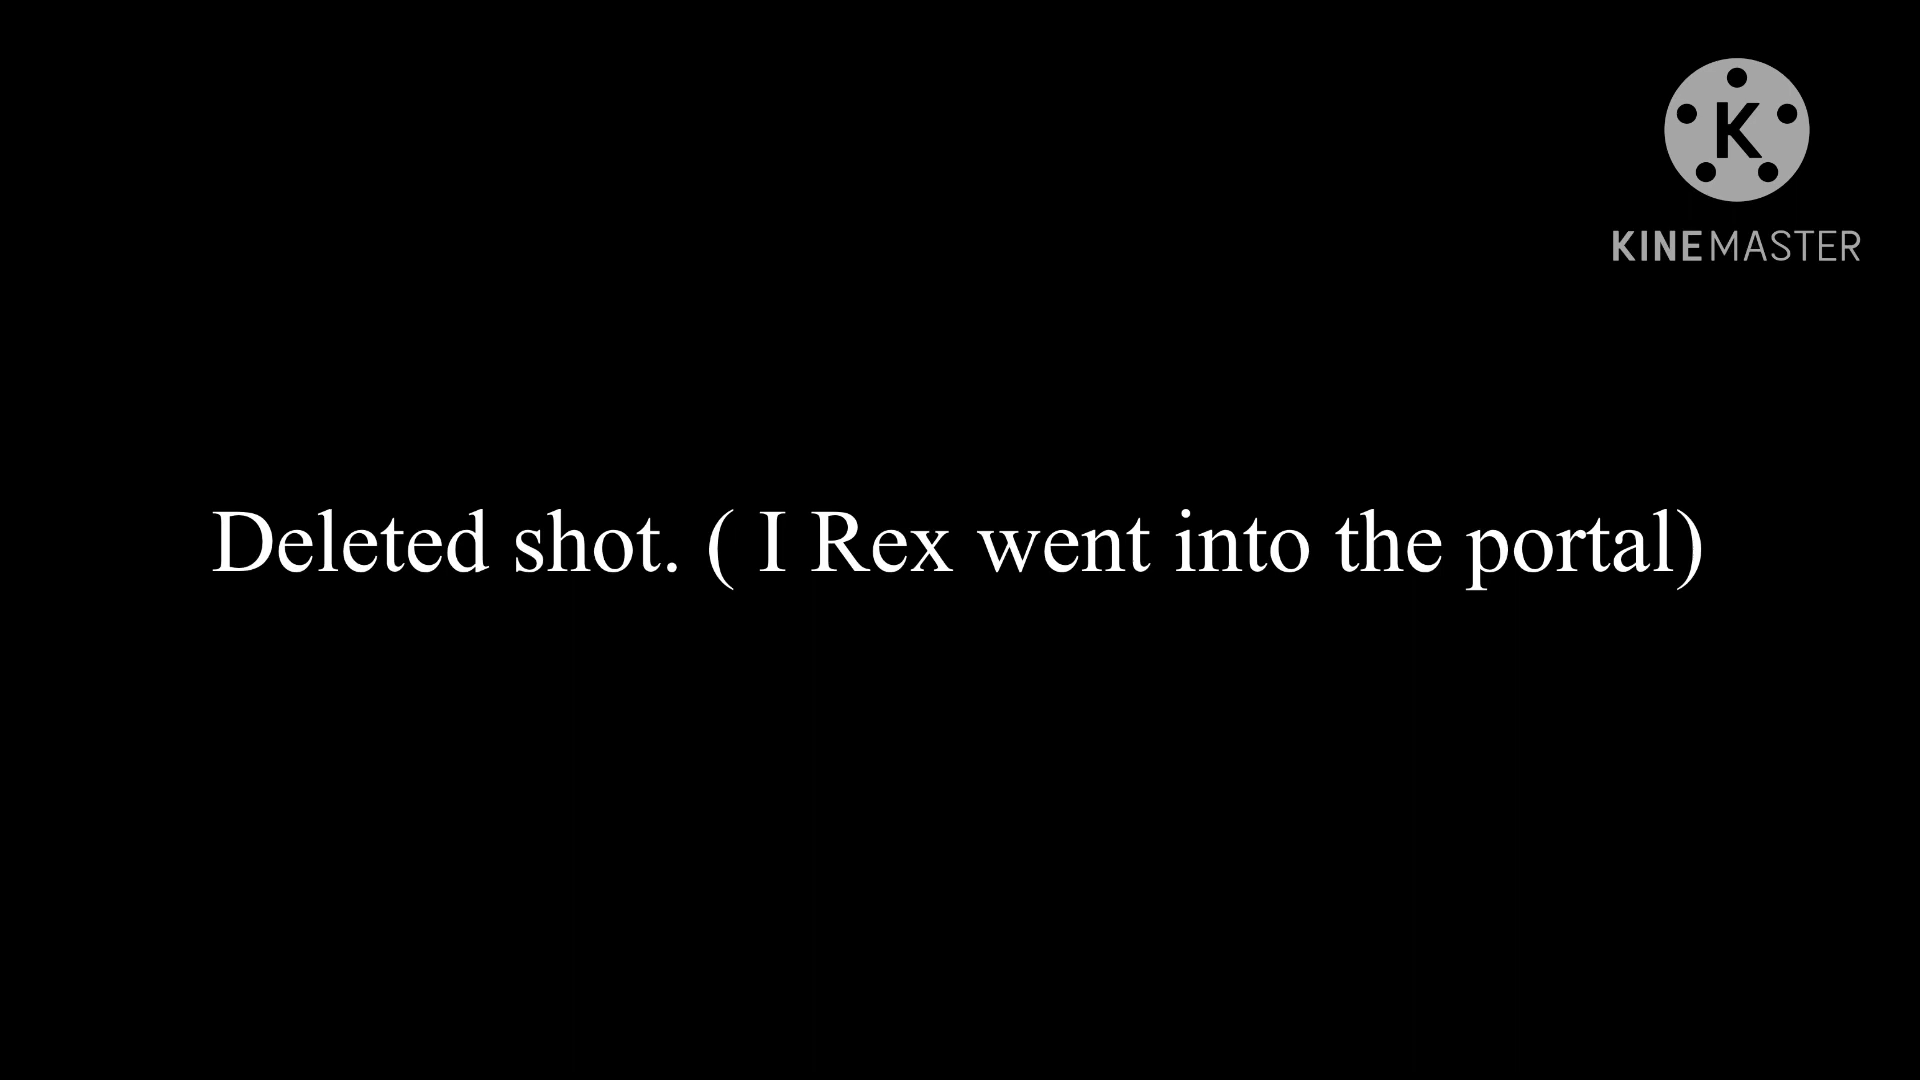 K
KINEMASTER
Deleted shot. ( I Rex went into the portal)